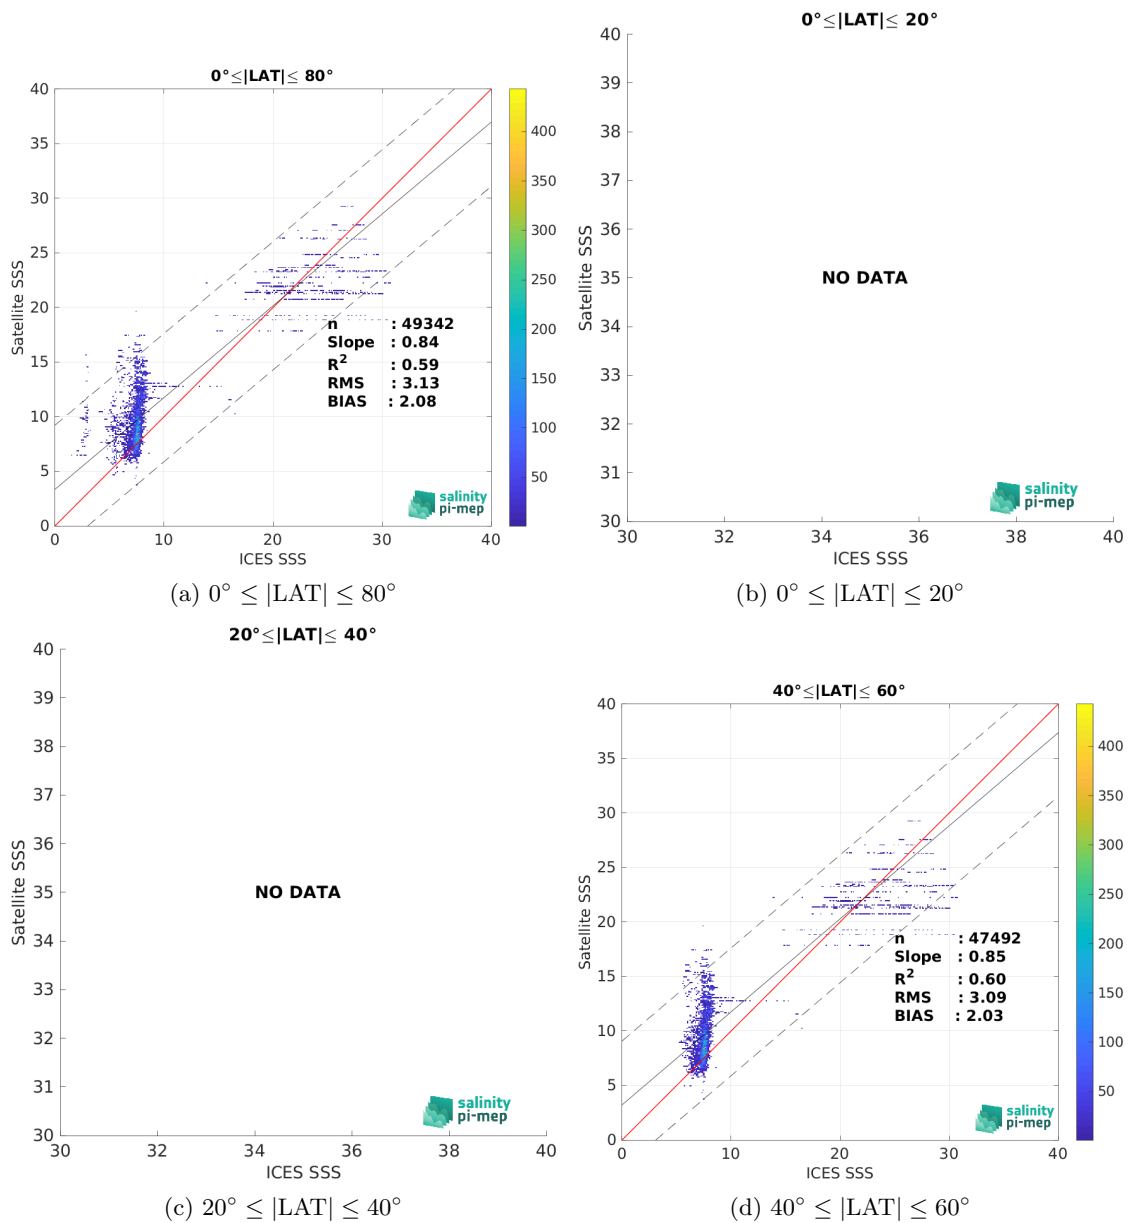 0°≤|LAT|≤ 80°
40
35
30
25
20
15
10
5
0
Satellite SSS
0
10
20
30
40
ICES SSS
n : 49342
Slope : 0.84
R² : 0.59
RMS : 3.13
BIAS : 2.08
400
350
300
250
200
150
100
50
salinity
pi-mep
(a) 0° ≤ |LAT| ≤ 80°
0°≤|LAT|≤ 20°
40
39
38
37
36
35
34
33
32
31
30
Satellite SSS
NO DATA
30
32
34
36
38
40
ICES SSS
salinity
pi-mep
(b) 0° ≤ |LAT| ≤ 20°
20°≤|LAT|≤ 40°
40
39
38
37
36
35
34
33
32
31
30
Satellite SSS
NO DATA
30
32
34
36
38
40
ICES SSS
salinity
pi-mep
(c) 20° ≤ |LAT| ≤ 40°
40°≤|LAT|≤ 60°
40
35
30
25
20
15
10
5
0
Satellite SSS
0
10
20
30
40
ICES SSS
n : 47492
Slope : 0.85
R² : 0.60
RMS : 3.09
BIAS : 2.03
400
350
300
250
200
150
100
50
salinity
pi-mep
(d) 40° ≤ |LAT| ≤ 60°